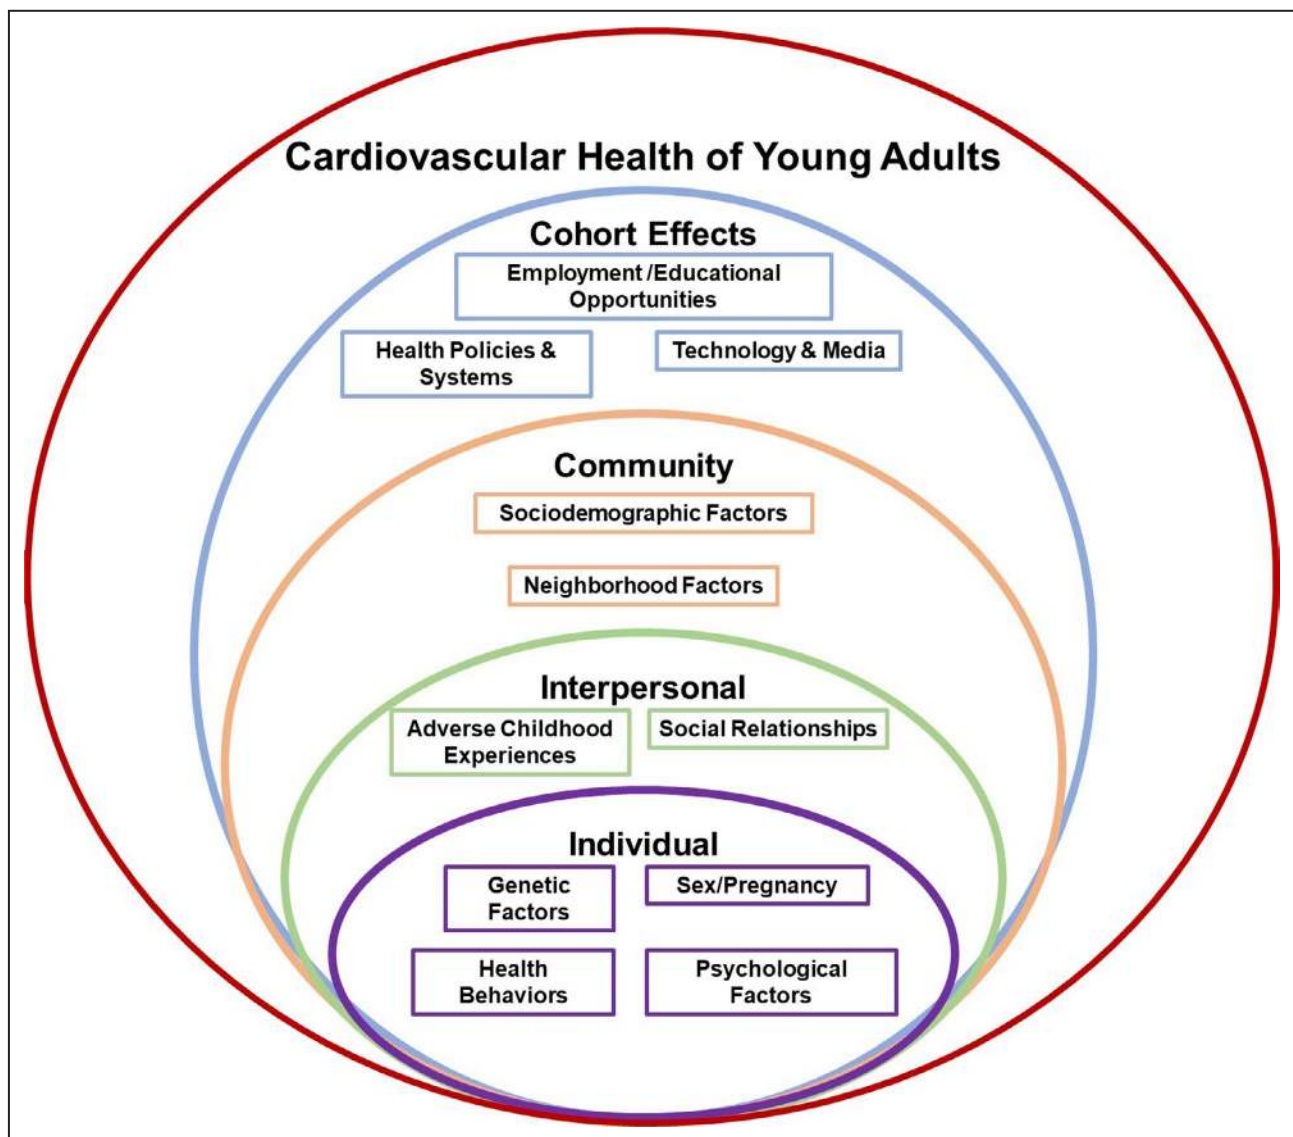 Cardiovascular Health of Young Adults
Cohort Effects
Employment /Educational
Opportunities
Health Policies &
Systems
Technology & Media
Community
Sociodemographic Factors
Neighborhood Factors
Interpersonal
Adverse Childhood
Experiences
Social Relationships
Individual
Genetic
Factors
Sex/Pregnancy
Health
Behaviors
Psychological
Factors